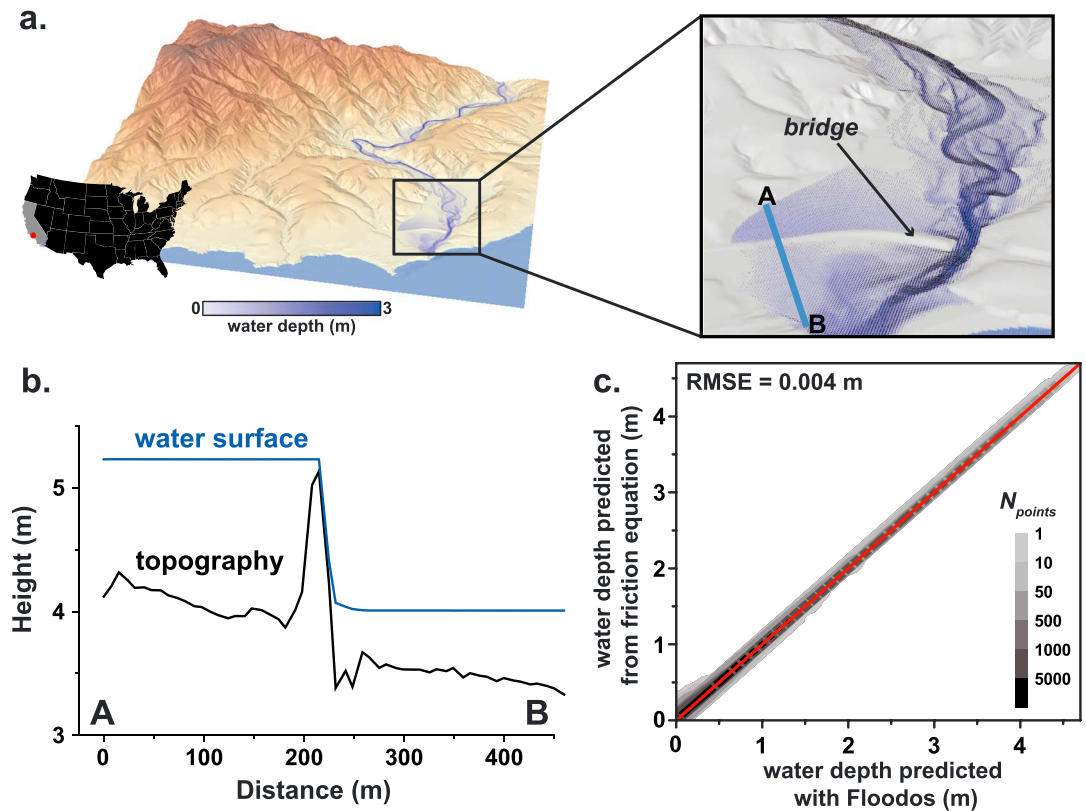 a.
bridge
A
B
0
3
water depth (m)
b.
water surface
topography
Height (m)
5
4
3
A
B
0
100
200
300
400
Distance (m)
c.
RMSE = 0.004 m
water depth predicted
from friction equation (m)
4
3
2
1
0
N points
1
10
50
500
1000
5000
0
1
2
3
4
water depth predicted
with Floodos (m)